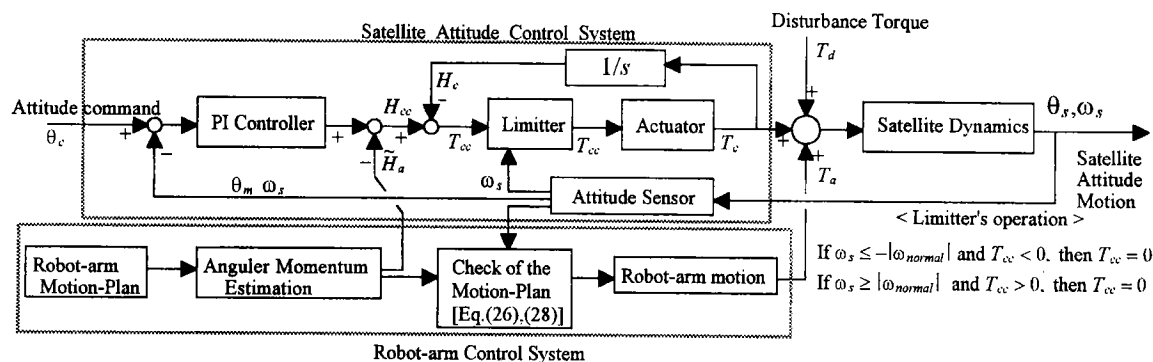 Satellite Attitude Control System
Disturbance Torque
T_d
1/s
H_c
-
+
Attitude command
θ_c
+
-
PI Controller
+
H_cc
+
-
H̃_a
T_cc
Limitter
T_cc
Actuator
T_c
+
+
T_a
Satellite Dynamics
θ_s,ω_s
Satellite
Attitude
Motion
θ_m ω_s
ω_s
Attitude Sensor
< Limitter's operation >
If ω_s ≤ -|ω_normal| and T_cc < 0, then T_cc = 0
If ω_s ≥ |ω_normal| and T_cc > 0, then T_cc = 0
Robot-arm
Motion-Plan
Anguler Momentum
Estimation
Check of the
Motion-Plan
[Eq.(26),(28)]
Robot-arm motion
Robot-arm Control System